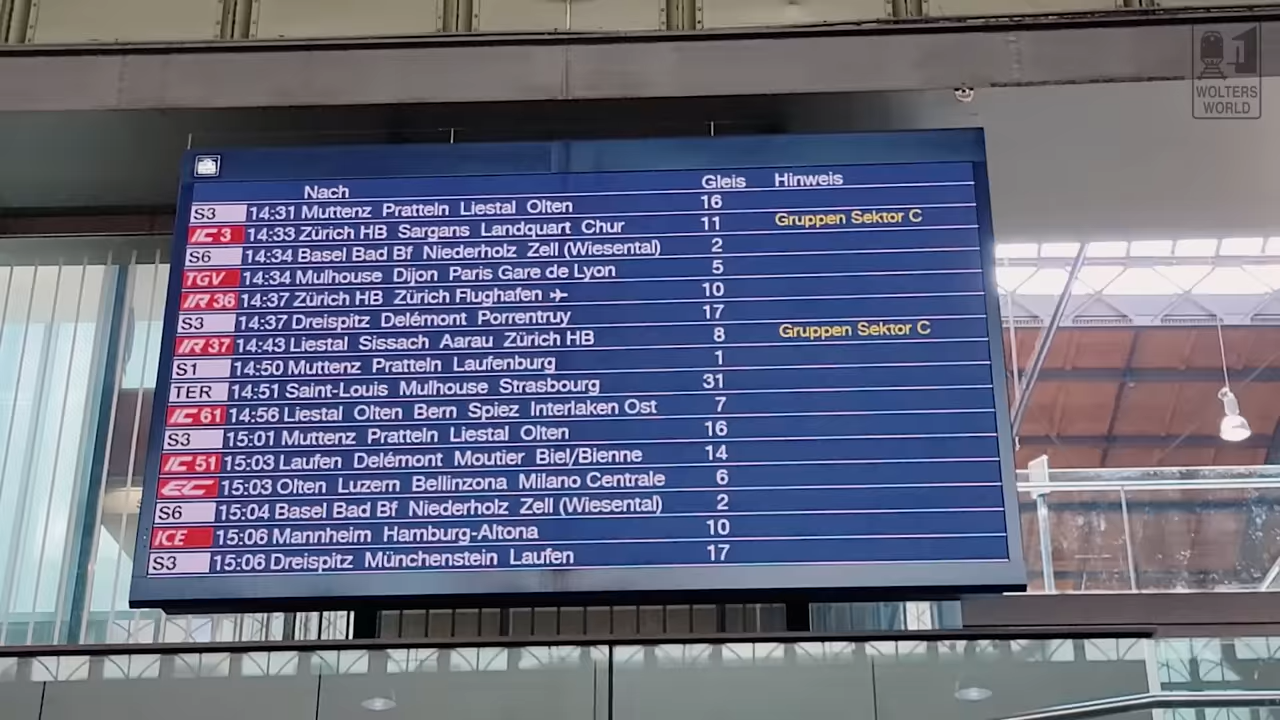 WOLTERS
WORLD
Nach Gleis Hinweis
S3 14:31 Muttenz Pratteln Liestal Olten 16
IC 3 14:33 Zürich HB Sargans Landquart Chur 11 Gruppen Sektor C
S6 14:34 Basel Bad Bf Niederholz Zell (Wiesental) 2
TGV 14:34 Mulhouse Dijon Paris Gare de Lyon 5
IR 36 14:37 Zürich HB Zürich Flughafen 10
S3 14:37 Dreispitz Delémont Porrentruy 17
IR 37 14:43 Liestal Sissach Aarau Zürich HB 8 Gruppen Sektor C
S1 14:50 Muttenz Pratteln Laufenburg 1
TER 14:51 Saint-Louis Mulhouse Strasbourg 31
IC 61 14:56 Liestal Olten Bern Spiez Interlaken Ost 7
S3 15:01 Muttenz Pratteln Liestal Olten 16
IC 51 15:03 Laufen Delémont Moutier Biel/Bienne 14
EC 15:03 Olten Luzern Bellinzona Milano Centrale 6
S6 15:04 Basel Bad Bf Niederholz Zell (Wiesental) 2
ICE 15:06 Mannheim Hamburg-Altona 10
S3 15:06 Dreispitz Münchenstein Laufen 17